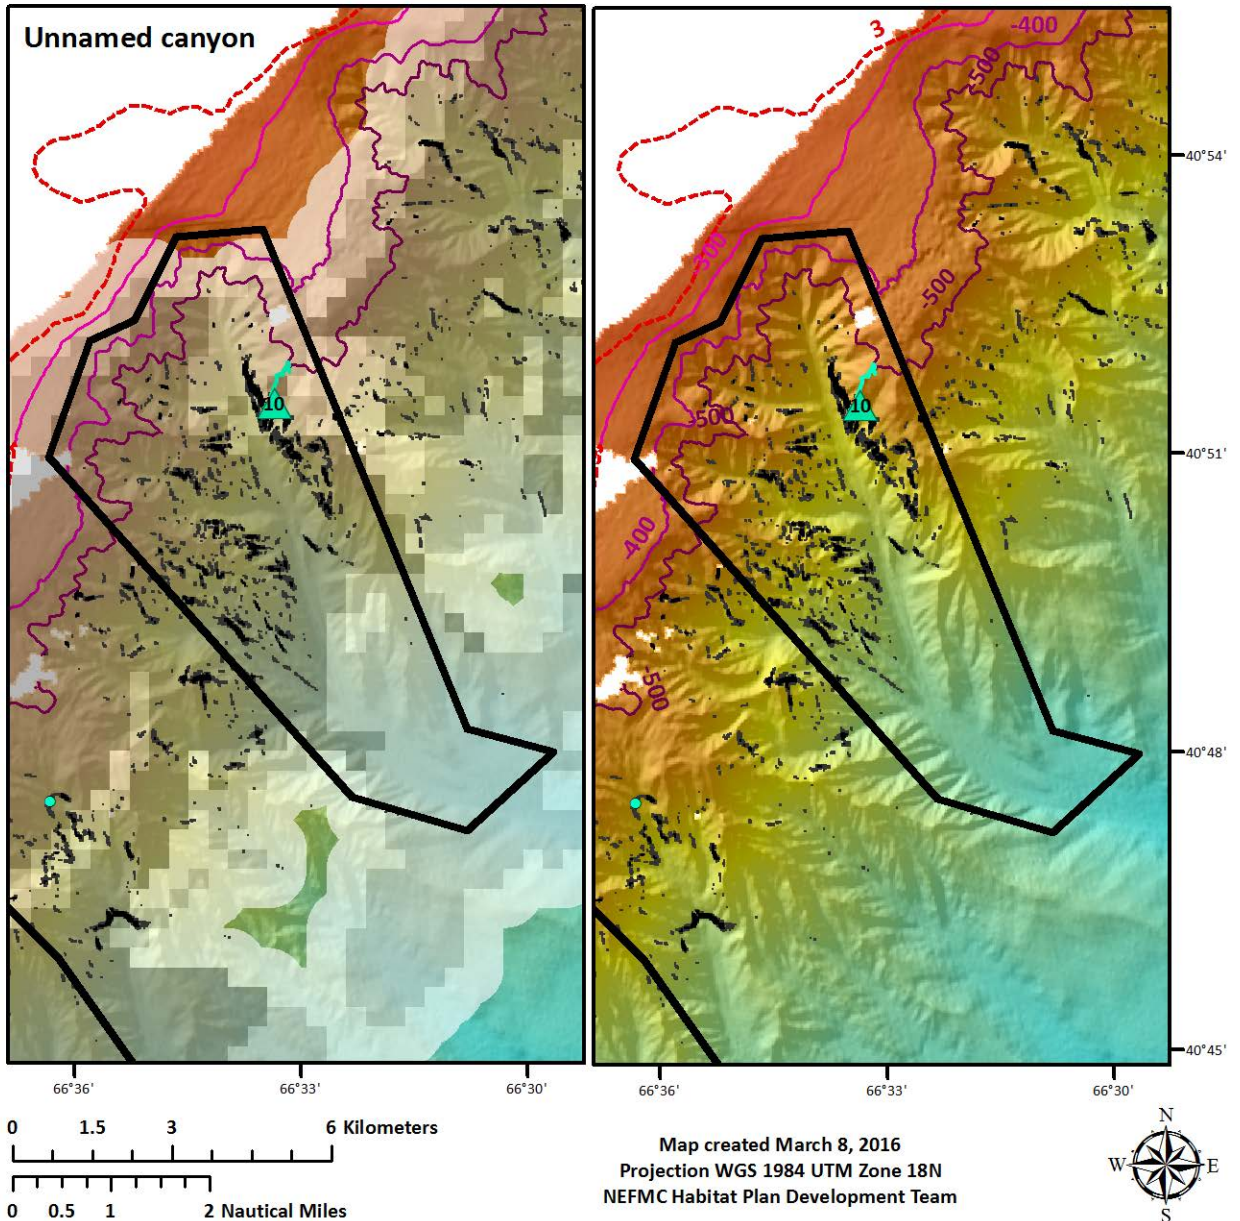 Unnamed canyon
10
3
-400
-500
300
-500
10
-500
-400
-500
40°54'
40°51'
40°48'
40°45'
66°36'
66°33'
66°30'
66°36'
66°33'
66°30'
0 1.5 3 6 Kilometers
0 0.5 1 2 Nautical Miles
Map created March 8, 2016
Projection WGS 1984 UTM Zone 18N
NEFMC Habitat Plan Development Team
N
W E
S